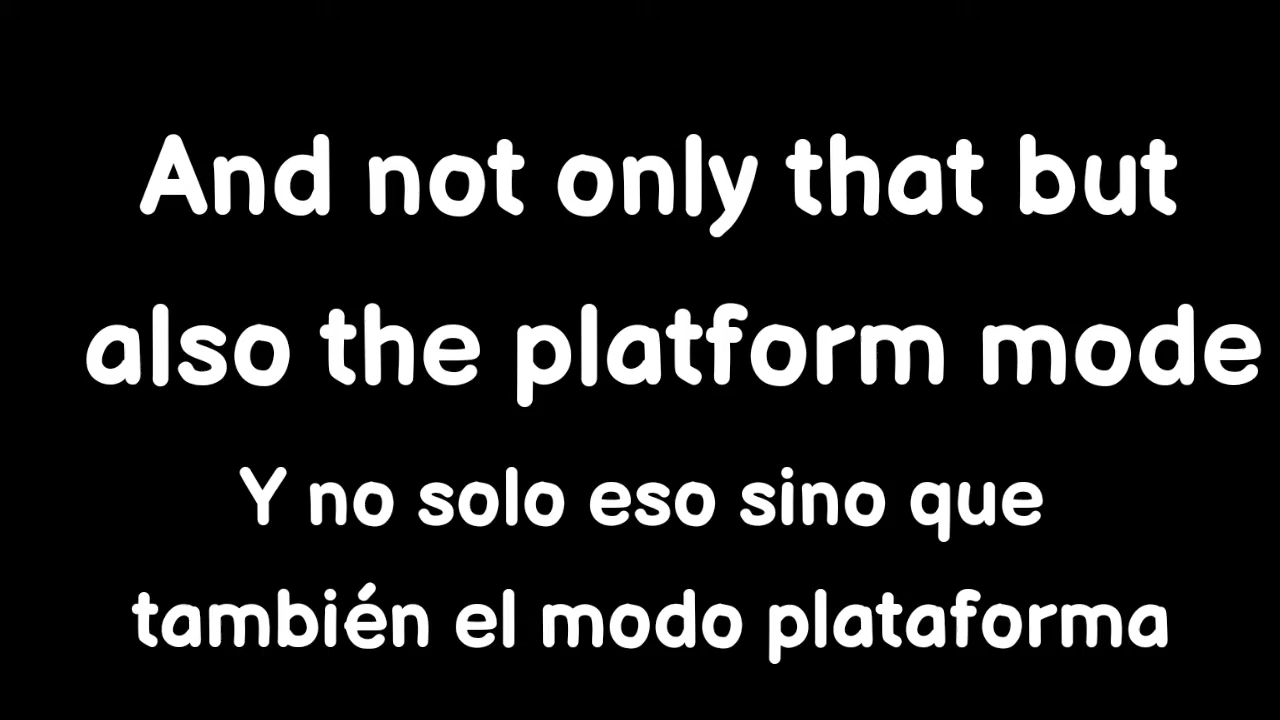 And not only that but
also the platform mode
Y no solo eso sino que
también el modo plataforma